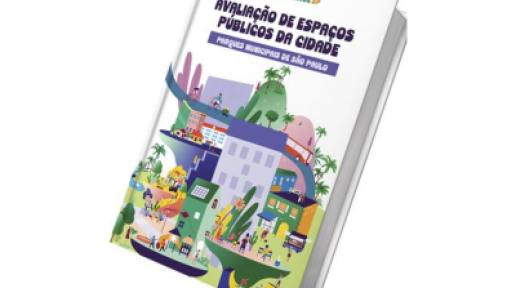 AVALIAÇÃO DE ESPAÇOS
PÚBLICOS DA CIDADE
PARQUES MUNICIPAIS DE SÃO PAULO